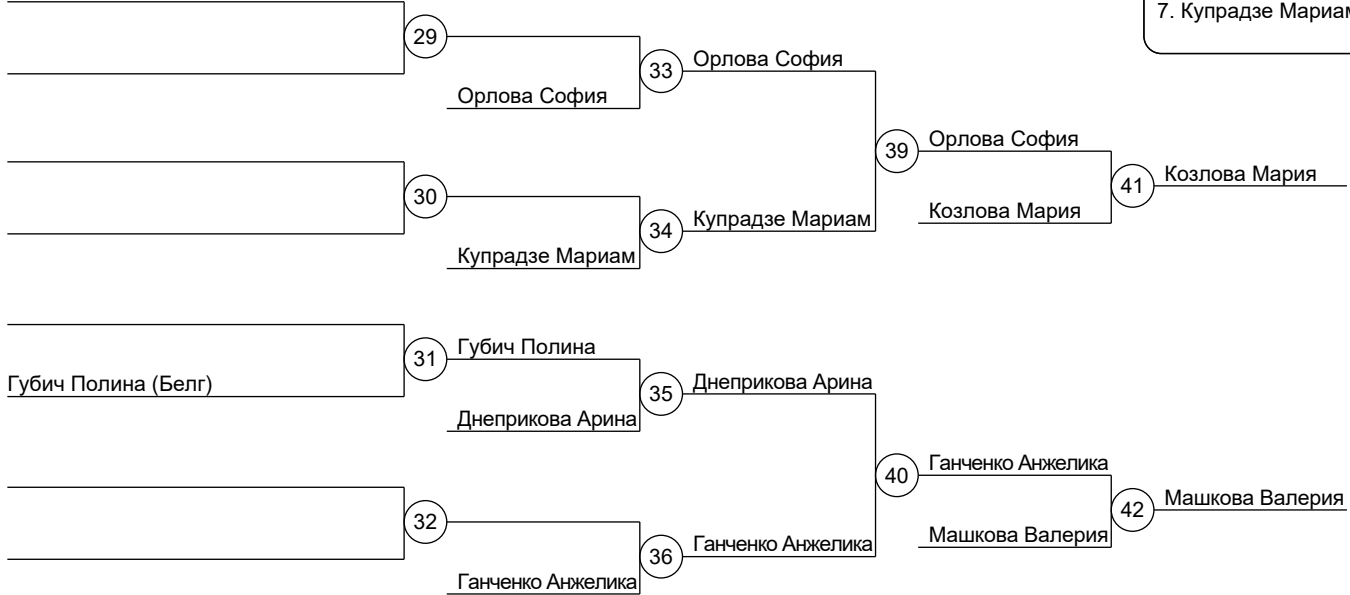 7. Купрадзе Мариам
29
33
Орлова София
Орлова София
39
Орлова София
41
Козлова Мария
30
34
Купрадзе Мариам
Козлова Мария
Купрадзе Мариам
31
Губич Полина
Губич Полина (Белг)
35
Днеприкова Арина
Днеприкова Арина
40
Ганченко Анжелика
42
Машкова Валерия
32
36
Ганченко Анжелика
Машкова Валерия
Ганченко Анжелика